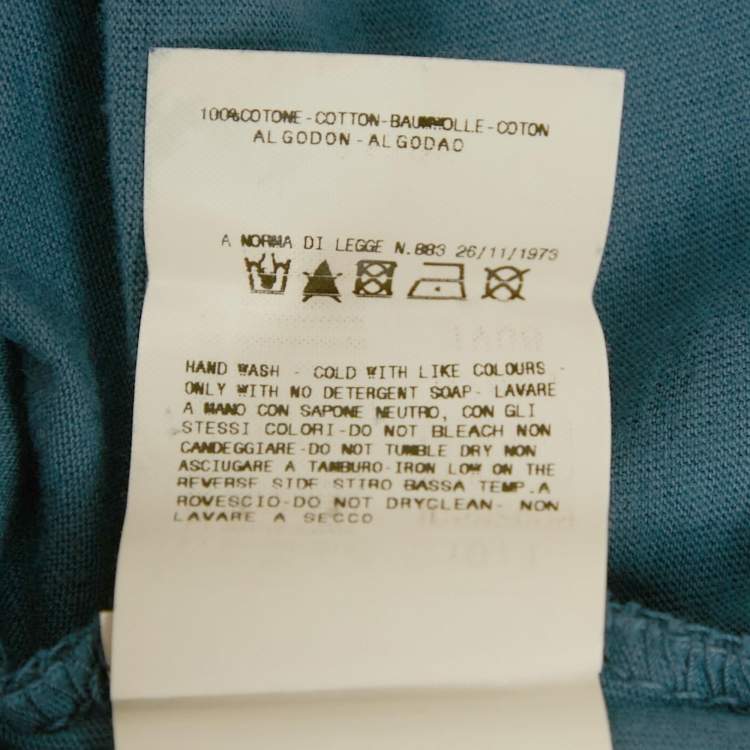 100%COTONE-COTTON-BAUMWOLLE-COTON
ALGODON-ALGODAO
A NORMA DI LEGGE N.883 26/11/1973
HAND WASH - COLD WITH LIKE COLOURS
ONLY WITH NO DETERGENT SOAP- LAVARE
A MANO CON SAPONE NEUTRO, CON GLI
STESSI COLORI-DO NOT BLEACH NON
CANDEGGIARE-DO NOT TUMBLE DRY NON
ASCIUGARE A TAMBURO-IRON LOW ON THE
REVERSE SIDE STIRO BASSA TEMP.A
ROVESCIO-DO NOT DRYCLEAN- NON
LAVARE A SECCO